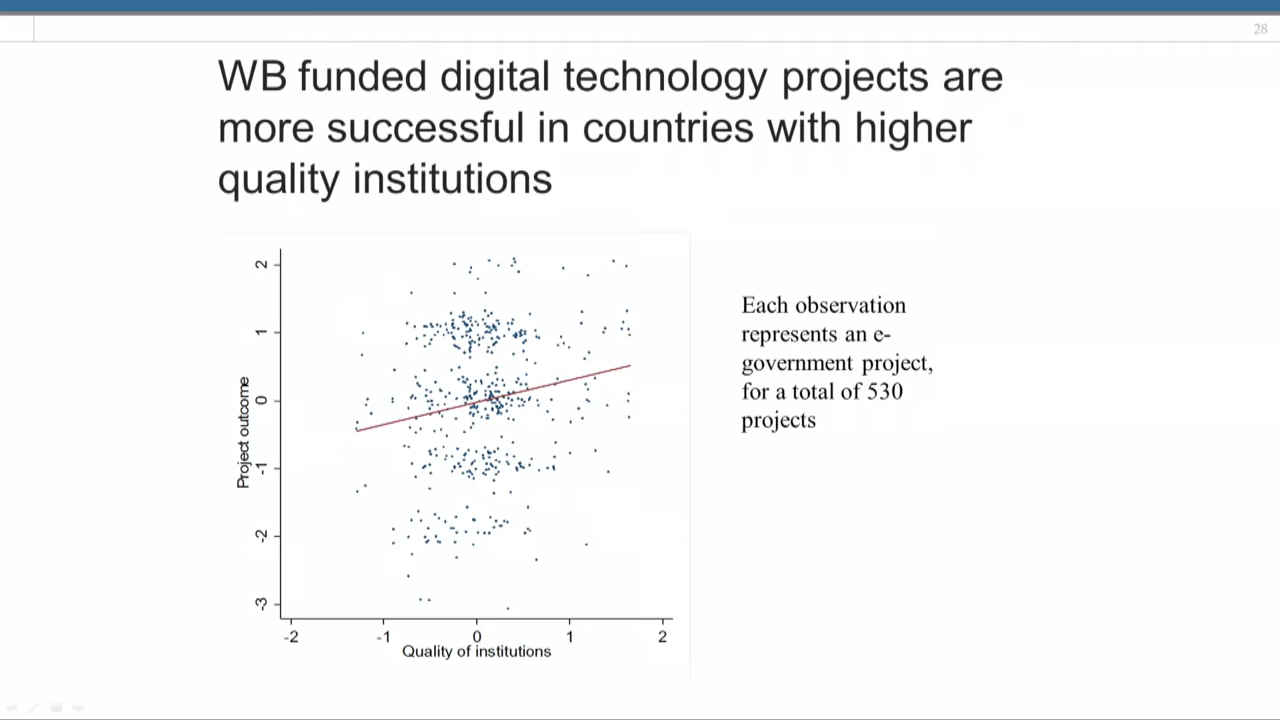 28
WB funded digital technology projects are
more successful in countries with higher
quality institutions
Each observation
represents an e-
government project,
for a total of 530
projects
Project outcome
2
1
0
-1
-2
-3
-2 -1 0 1 2
Quality of institutions